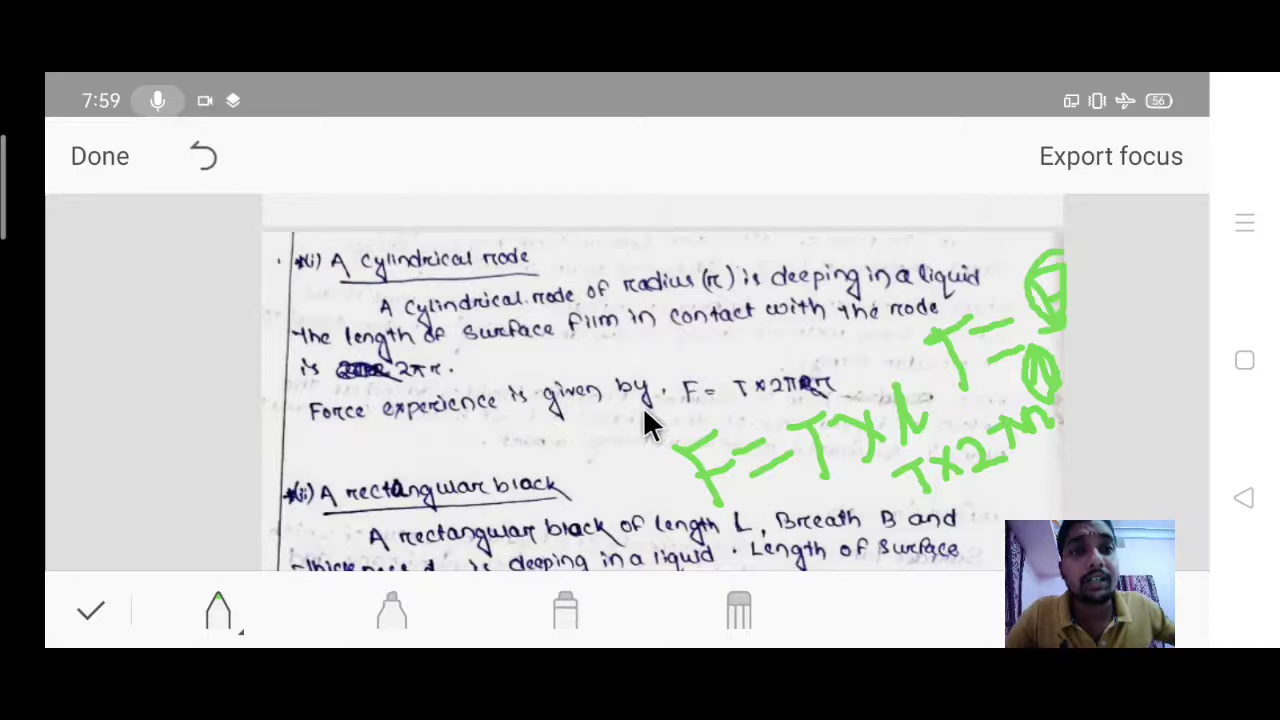 7:59 56
Done Export focus
*(i) A cylindrical rode
A cylindrical rode of radius (r) is deeping in a liquid
the length of surface film in contact with the rode
is 2πr.
Force experience is given by. F = T×2πr
T =
=
F = T×l
T×2πr
*(ii) A rectangular black
A rectangular black of length L, Breath B and
thickness d is deeping in a liquid. Length of surface